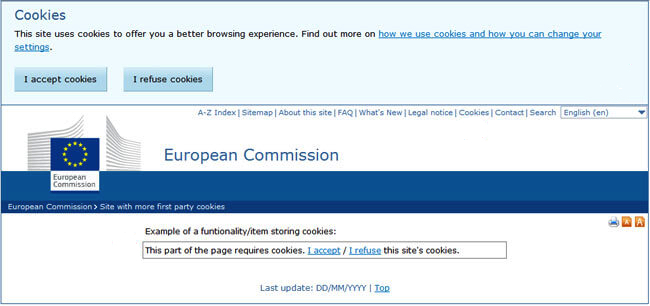 Cookies
This site uses cookies to offer you a better browsing experience. Find out more on how we use cookies and how you can change your
settings.
I accept cookies I refuse cookies
A-Z Index | Sitemap | About this site | FAQ | What's New | Legal notice | Cookies | Contact | Search English (en)
European Commission
European
Commission
European Commission > Site with more first party cookies
A A
Example of a funtionality/item storing cookies:
This part of the page requires cookies. I accept / I refuse this site's cookies.
Last update: DD/MM/YYYY | Top